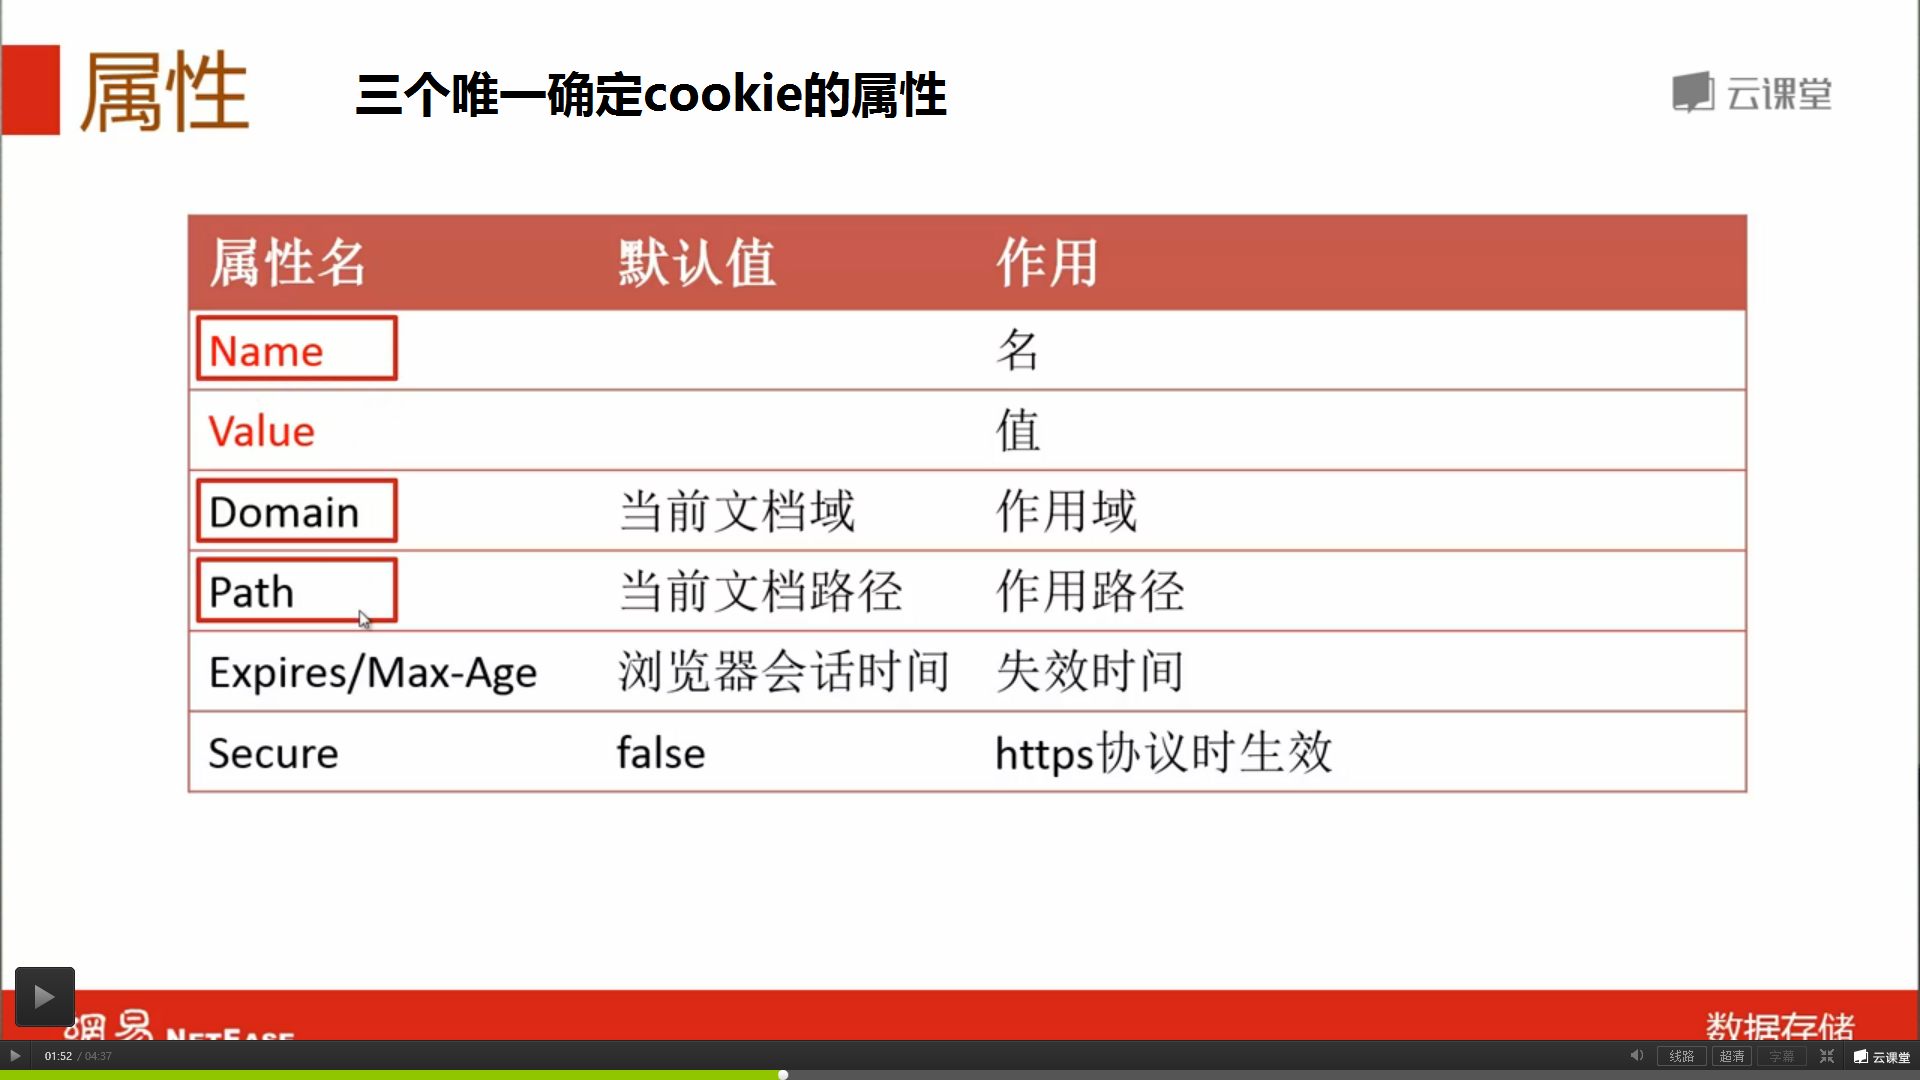 属性 三个唯一确定cookie的属性 云课堂
属性名 默认值 作用
Name 名
Value 值
Domain 当前文档域 作用域
Path 当前文档路径 作用路径
Expires/Max-Age 浏览器会话时间 失效时间
Secure false https协议时生效
網易 NETEASE 数据存储
01:52 / 04:37 线路 超清 字幕 云课堂